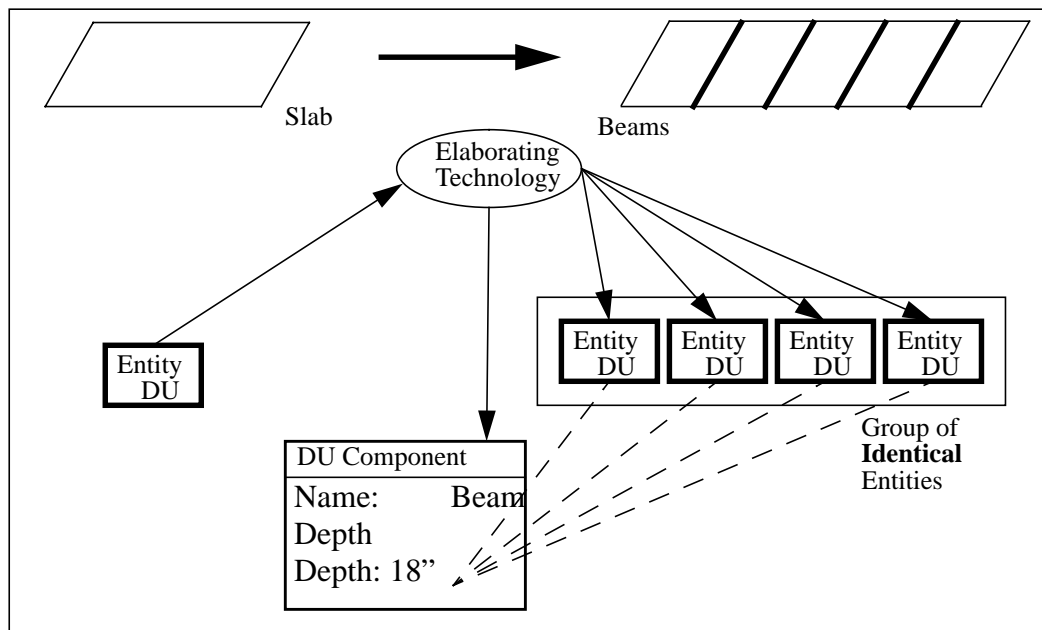 Slab
Beams
Elaborating
Technology
Entity
DU
Entity
DU
Entity
DU
Entity
DU
Entity
DU
Group of
Identical
Entities
DU Component
Name: Beam
Depth
Depth: 18”